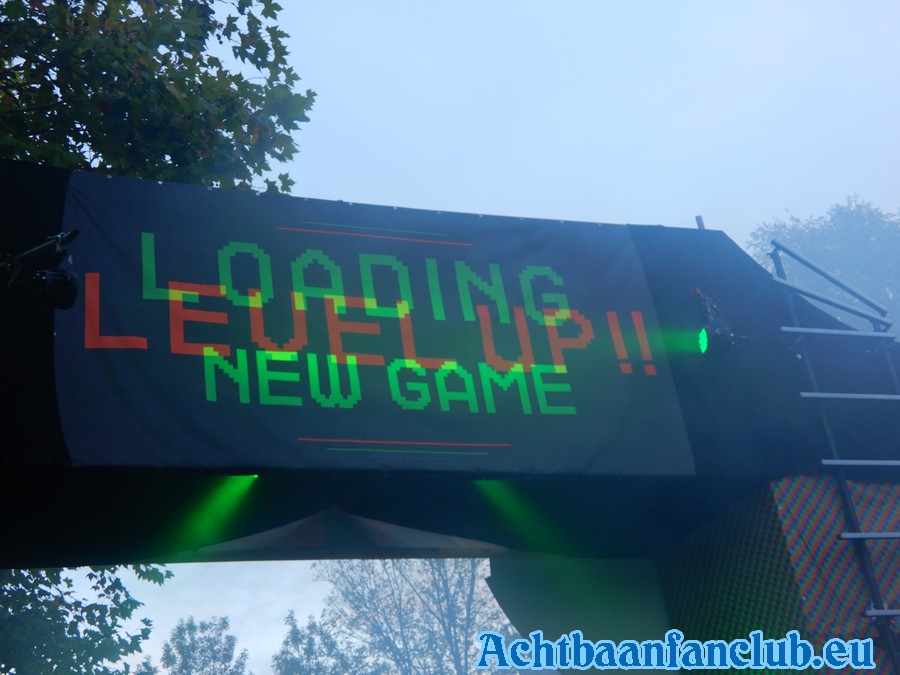 LOADING
LEVEL UP!!
NEW GAME
Achtbaanfanclub.eu